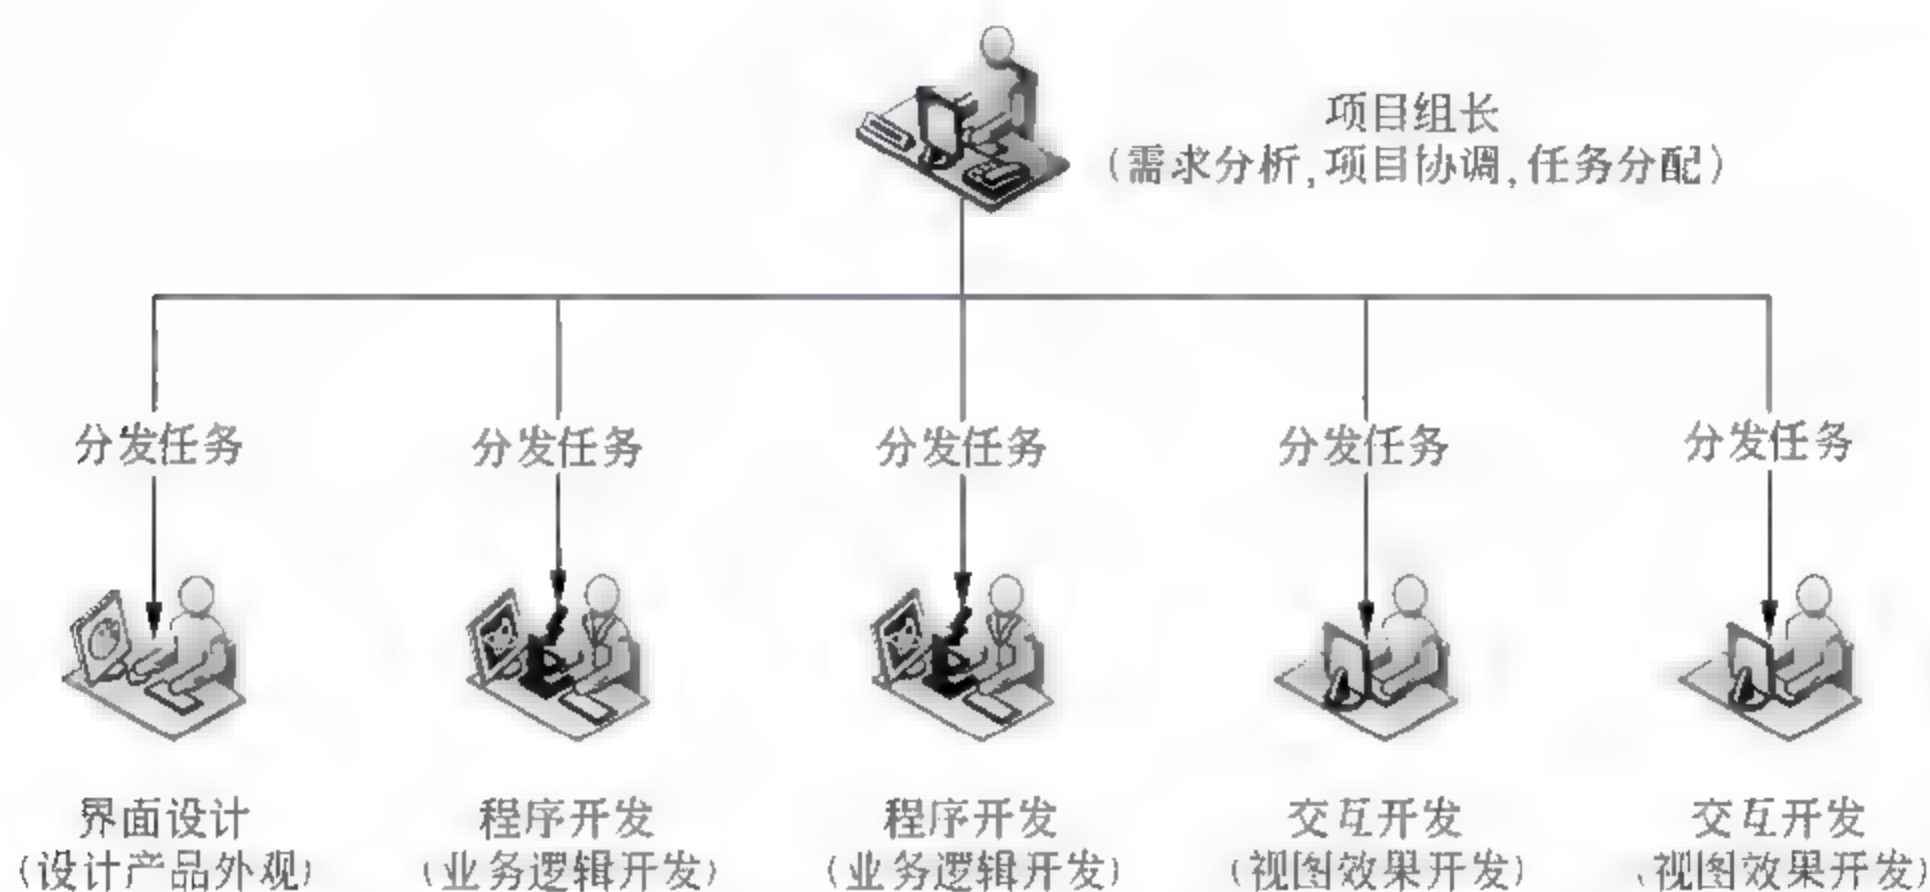 项目组长
(需求分析,项目协调,任务分配)
分发任务
分发任务
分发任务
分发任务
分发任务
界面设计
(设计产品外观)
程序开发
(业务逻辑开发)
程序开发
(业务逻辑开发)
交互开发
(视图效果开发)
交互开发
(视图效果开发)